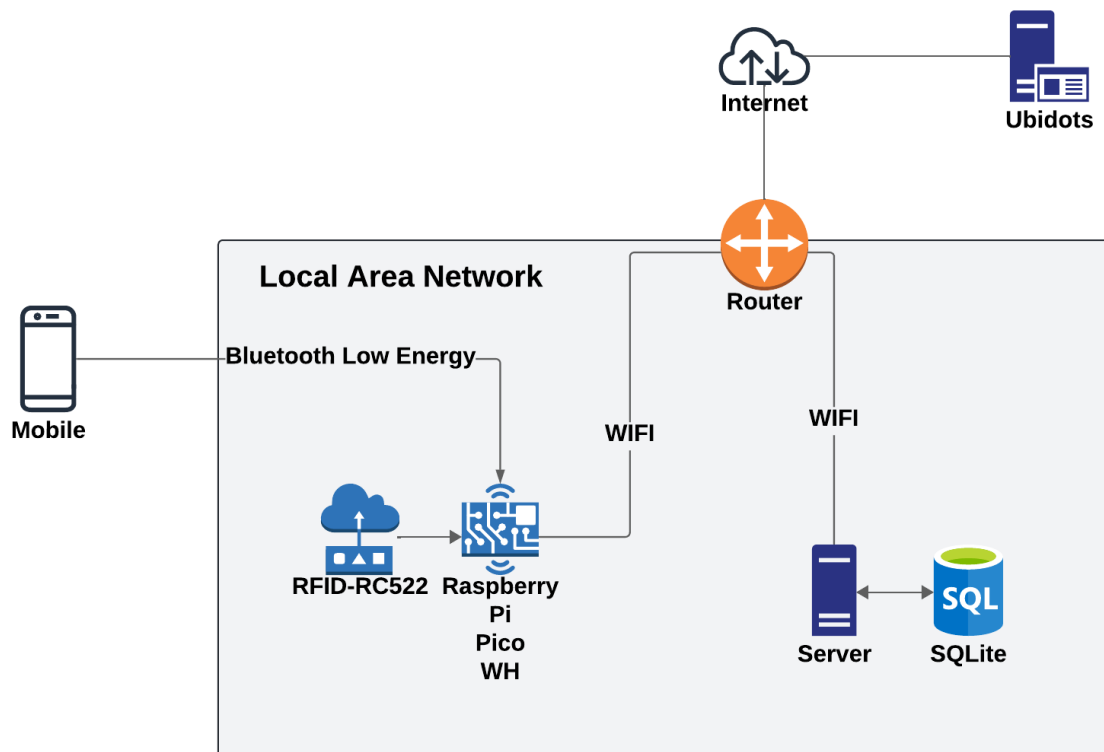 Internet
Ubidots
Router
Local Area Network
Bluetooth Low Energy
Mobile
WIFI
WIFI
RFID-RC522
Raspberry
Pi
Pico
WH
SQL
Server
SQLite